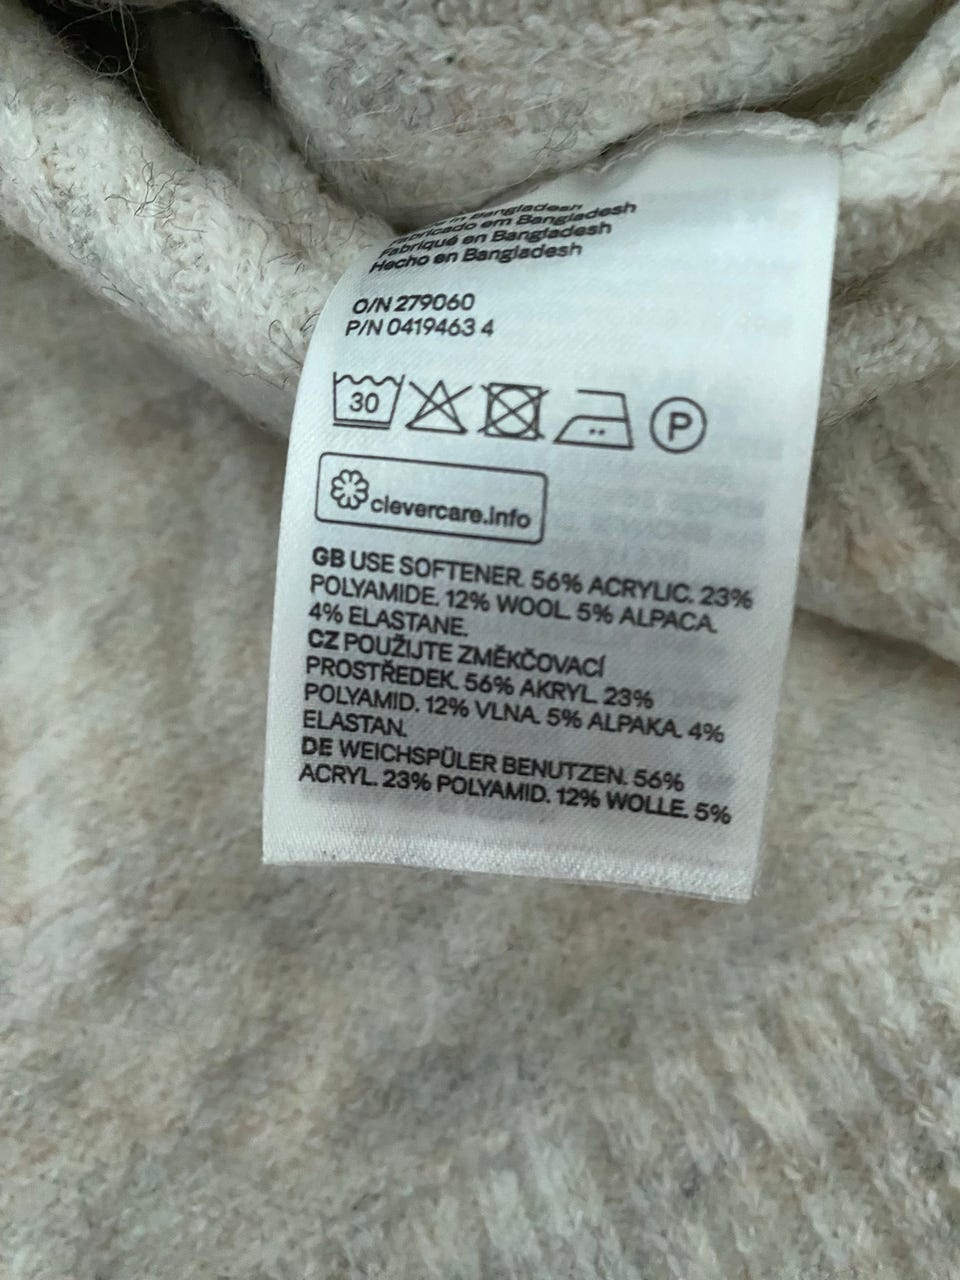 in Bangladesh
Fabricado em Bangladesh
Fabriqué en Bangladesh
Hecho en Bangladesh
O/N 279060
P/N 0419463 4
30
P
clevercare.info
GB USE SOFTENER. 56% ACRYLIC. 23%
POLYAMIDE. 12% WOOL. 5% ALPACA.
4% ELASTANE.
CZ POUŽIJTE ZMĚKČOVACÍ
PROSTŘEDEK. 56% AKRYL. 23%
POLYAMID. 12% VLNA. 5% ALPAKA. 4%
ELASTAN.
DE WEICHSPÜLER BENUTZEN. 56%
ACRYL. 23% POLYAMID. 12% WOLLE. 5%